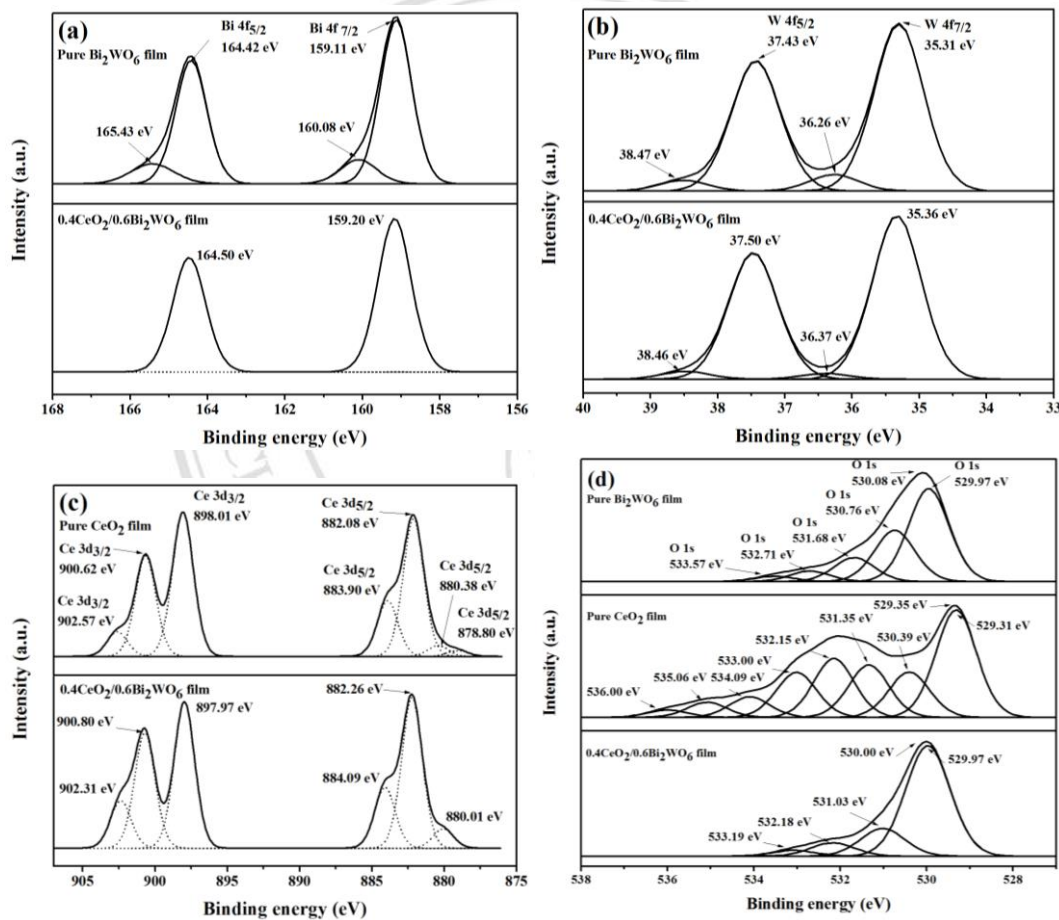 (a)
Pure Bi2WO6 film
Bi 4f5/2
164.42 eV
Bi 4f 7/2
159.11 eV
165.43 eV
160.08 eV
0.4CeO2/0.6Bi2WO6 film
164.50 eV
159.20 eV
168 166 164 162 160 158 156
Binding energy (eV)
Intensity (a.u.)
(b)
Pure Bi2WO6 film
W 4f5/2
37.43 eV
W 4f7/2
35.31 eV
38.47 eV
36.26 eV
0.4CeO2/0.6Bi2WO6 film
37.50 eV
35.36 eV
38.46 eV
36.37 eV
40 39 38 37 36 35 34 33
Binding energy (eV)
Intensity (a.u.)
(c)
Pure CeO2 film
Ce 3d3/2
898.01 eV
Ce 3d3/2
900.62 eV
Ce 3d3/2
902.57 eV
Ce 3d5/2
882.08 eV
Ce 3d5/2
883.90 eV
Ce 3d5/2
880.38 eV
Ce 3d5/2
878.80 eV
0.4CeO2/0.6Bi2WO6 film
900.80 eV
897.97 eV
902.31 eV
882.26 eV
884.09 eV
880.01 eV
905 900 895 890 885 880 875
Binding energy (eV)
Intensity (a.u.)
(d)
Pure Bi2WO6 film
O 1s
530.08 eV
O 1s
529.97 eV
O 1s
530.76 eV
O 1s
531.68 eV
O 1s
532.71 eV
O 1s
533.57 eV
Pure CeO2 film
529.35 eV
529.31 eV
530.39 eV
531.35 eV
532.15 eV
533.00 eV
534.09 eV
535.06 eV
536.00 eV
0.4CeO2/0.6Bi2WO6 film
530.00 eV
529.97 eV
531.03 eV
532.18 eV
533.19 eV
538 536 534 532 530 528
Binding energy (eV)
Intensity (a.u.)